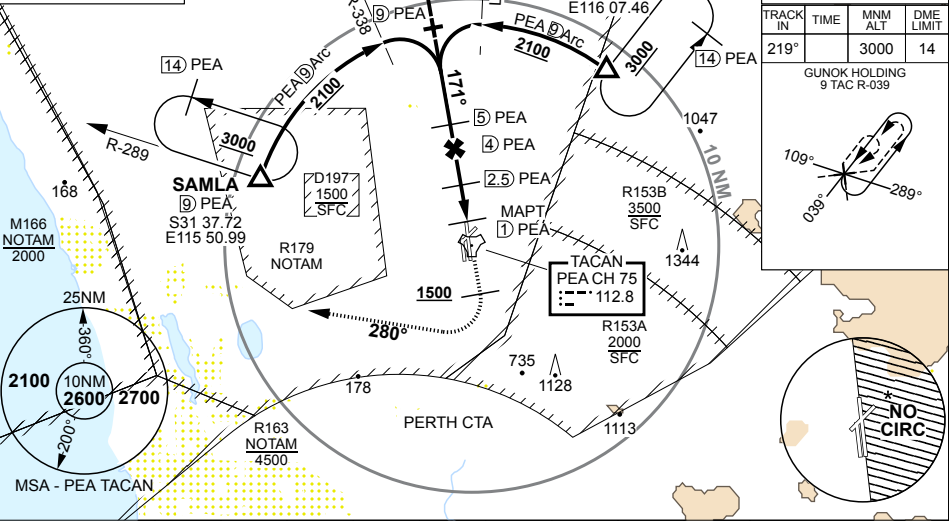 9 PEA
R-338
E116 07.46
PEA 9 Arc
2100
3000
14 PEA
TRACK IN
TIME
MNM ALT
DME LIMIT
219°
3000
14
GUNOK HOLDING
9 TAC R-039
109°
289°
039°
14 PEA
PEA 9 Arc
2100
171°
5 PEA
4 PEA
2.5 PEA
MAPT
1 PEA
1047
10 NM
R-289
3000
SAMLA
9 PEA
S31 37.72
E115 50.99
168
M166
NOTAM
2000
D197
1500
SFC
R179
NOTAM
R153B
3500
SFC
1344
TACAN
PEA CH 75
112.8
1500
280°
R153A
2000
SFC
735
1128
1113
178
PERTH CTA
R163
NOTAM
4500
25NM
360°
2100
10NM
2600
2700
200°
MSA - PEA TACAN
*
NO
CIRC